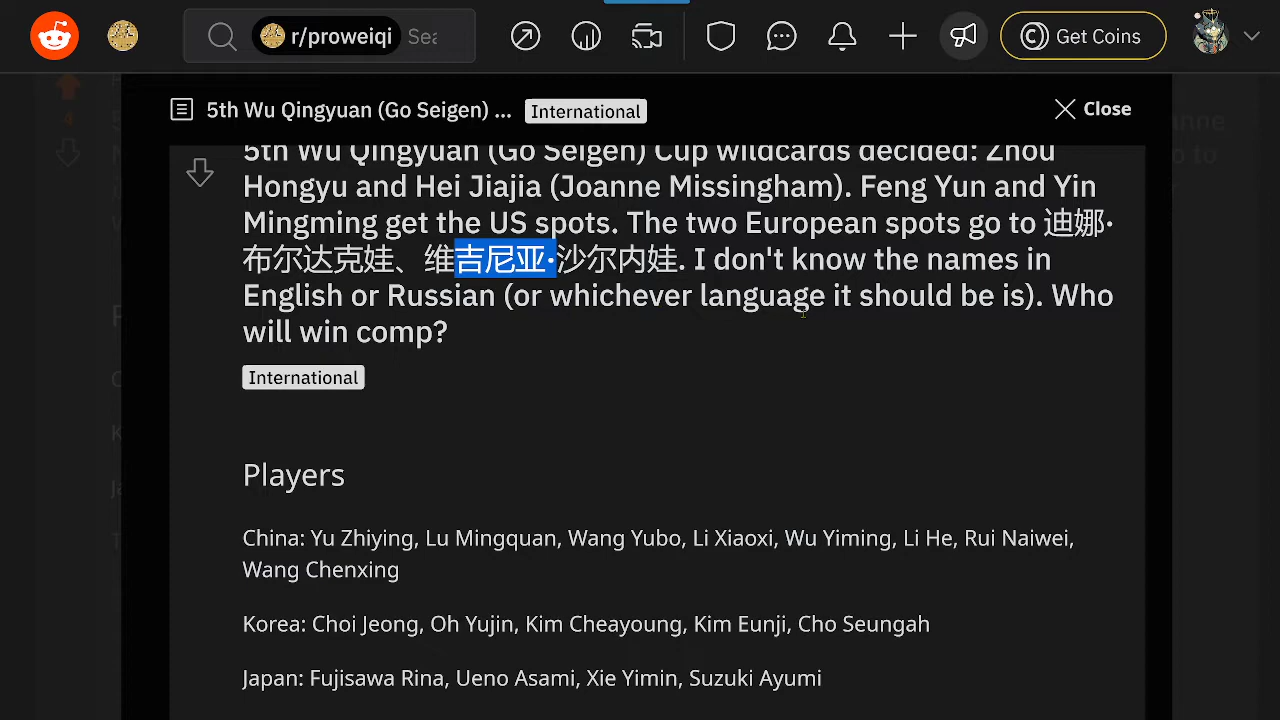 r/proweiqi
Sea
Get Coins
5th Wu Qingyuan (Go Seigen) ...
International
Close
5th Wu Qingyuan (Go Seigen) Cup wildcards decided: Zhou
Hongyu and Hei Jiajia (Joanne Missingham). Feng Yun and Yin
Mingming get the US spots. The two European spots go to 迪娜·
布尔达克娃、维吉尼亚·沙尔内娃. I don't know the names in
English or Russian (or whichever language it should be is). Who
will win comp?
International
Players
China: Yu Zhiying, Lu Mingquan, Wang Yubo, Li Xiaoxi, Wu Yiming, Li He, Rui Naiwei,
Wang Chenxing
Korea: Choi Jeong, Oh Yujin, Kim Cheayoung, Kim Eunji, Cho Seungah
Japan: Fujisawa Rina, Ueno Asami, Xie Yimin, Suzuki Ayumi